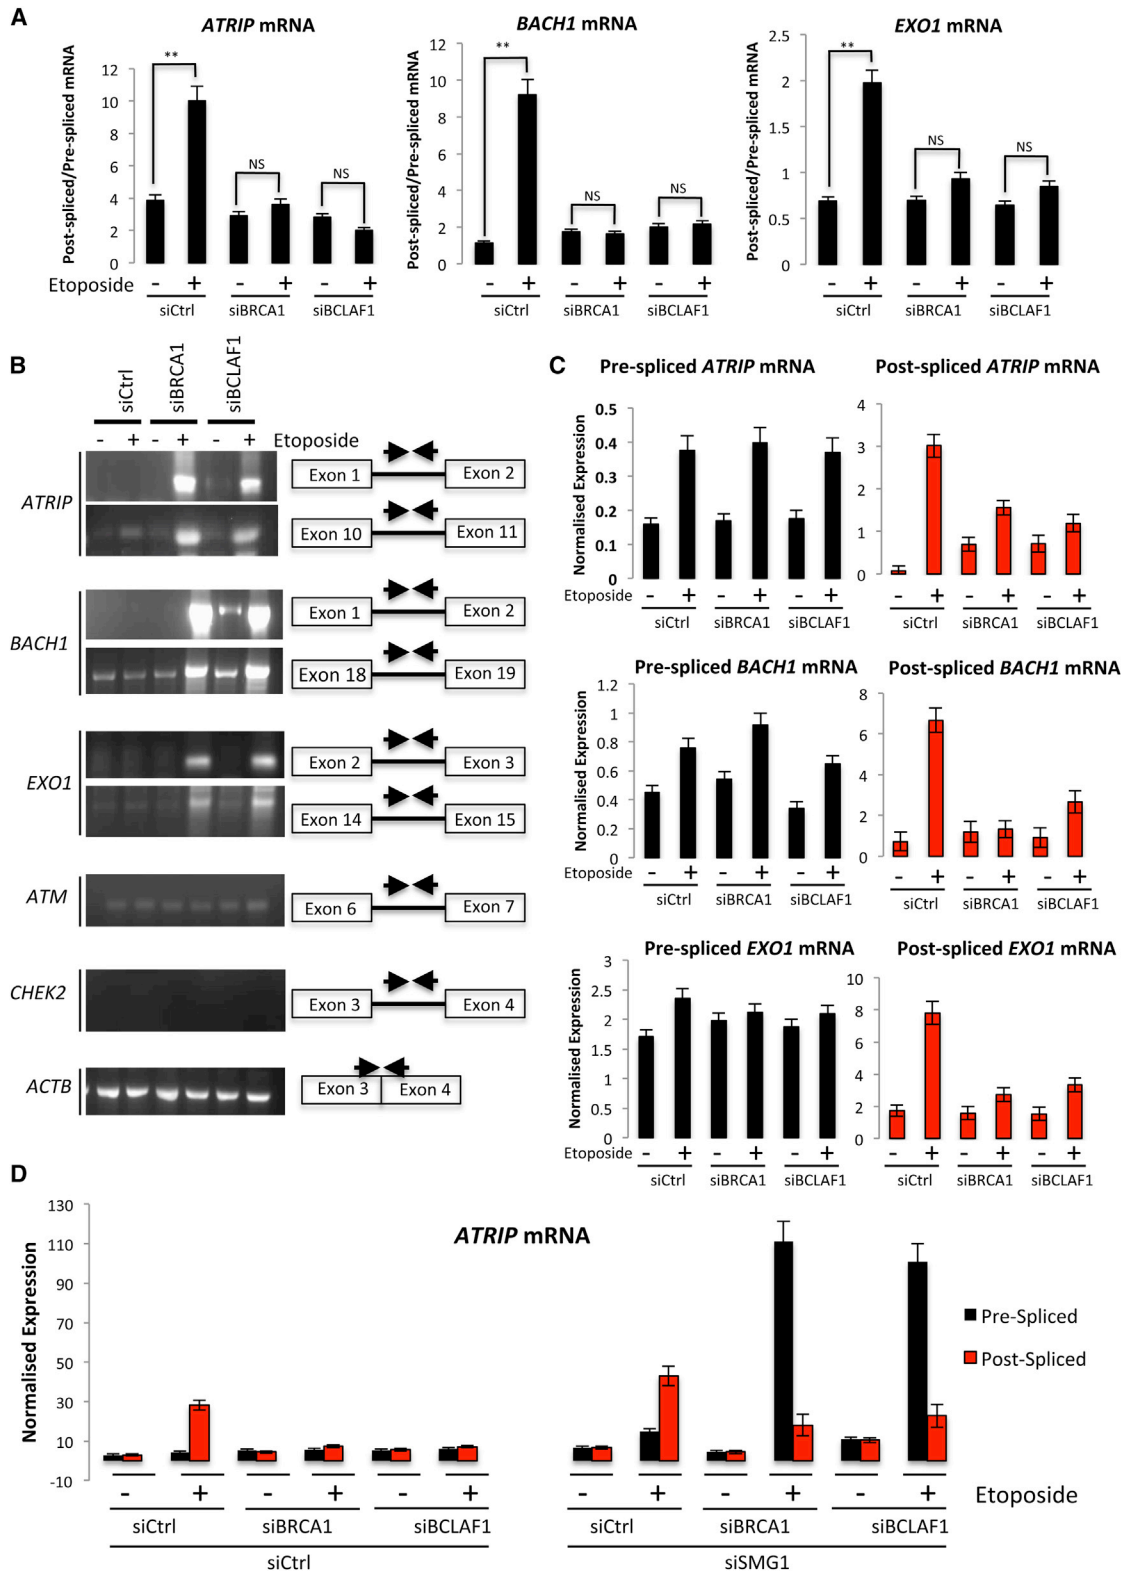 A
ATRIP mRNA
Post-spliced/Pre-spliced mRNA
12
10
8
6
4
2
0
**
NS
NS
Etoposide
- + - + - +
siCtrl siBRCA1 siBCLAF1
BACH1 mRNA
12
10
8
6
4
2
0
**
NS
NS
- + - + - +
siCtrl siBRCA1 siBCLAF1
EXO1 mRNA
Post-spliced/Pre-spliced mRNA
2.5
2
1.5
1
0.5
0
**
NS
NS
- + - + - +
siCtrl siBRCA1 siBCLAF1
B
siCtrl
siBRCA1
siBCLAF1
- + - + - + Etoposide
ATRIP
Exon 1 Exon 2
Exon 10 Exon 11
BACH1
Exon 1 Exon 2
Exon 18 Exon 19
EXO1
Exon 2 Exon 3
Exon 14 Exon 15
ATM
Exon 6 Exon 7
CHEK2
Exon 3 Exon 4
ACTB
Exon 3 Exon 4
C
Pre-spliced ATRIP mRNA
Normalised Expression
0.5
0.4
0.3
0.2
0.1
0
Etoposide - + - + - +
siCtrl siBRCA1 siBCLAF1
Post-spliced ATRIP mRNA
4
3
2
1
0
- + - + - +
siCtrl siBRCA1 siBCLAF1
Pre-spliced BACH1 mRNA
Normalised Expression
1.2
1
0.8
0.6
0.4
0.2
0
Etoposide - + - + - +
siCtrl siBRCA1 siBCLAF1
Post-spliced BACH1 mRNA
8
6
4
2
0
- + - + - +
siCtrl siBRCA1 siBCLAF1
Pre-spliced EXO1 mRNA
Normalised Expression
3
2.5
2
1.5
1
0.5
0
Etoposide - + - + - +
siCtrl siBRCA1 siBCLAF1
Post-spliced EXO1 mRNA
10
8
6
4
2
0
- + - + - +
siCtrl siBRCA1 siBCLAF1
D
ATRIP mRNA
Normalised Expression
130
110
90
70
50
30
10
-10
Pre-Spliced
Post-Spliced
- + - + - + - + - + - + Etoposide
siCtrl siBRCA1 siBCLAF1 siCtrl siBRCA1 siBCLAF1
siCtrl siSMG1